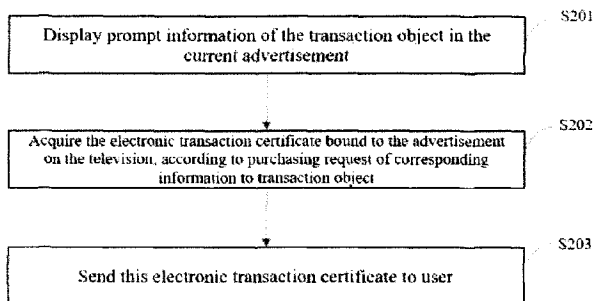 S201
Display prompt information of the transaction object in the
current advertisement
S202
Acquire the electronic transaction certificate bound to the advertisement
on the television, according to purchasing request of corresponding
information to transaction object
S203
Send this electronic transaction certificate to user